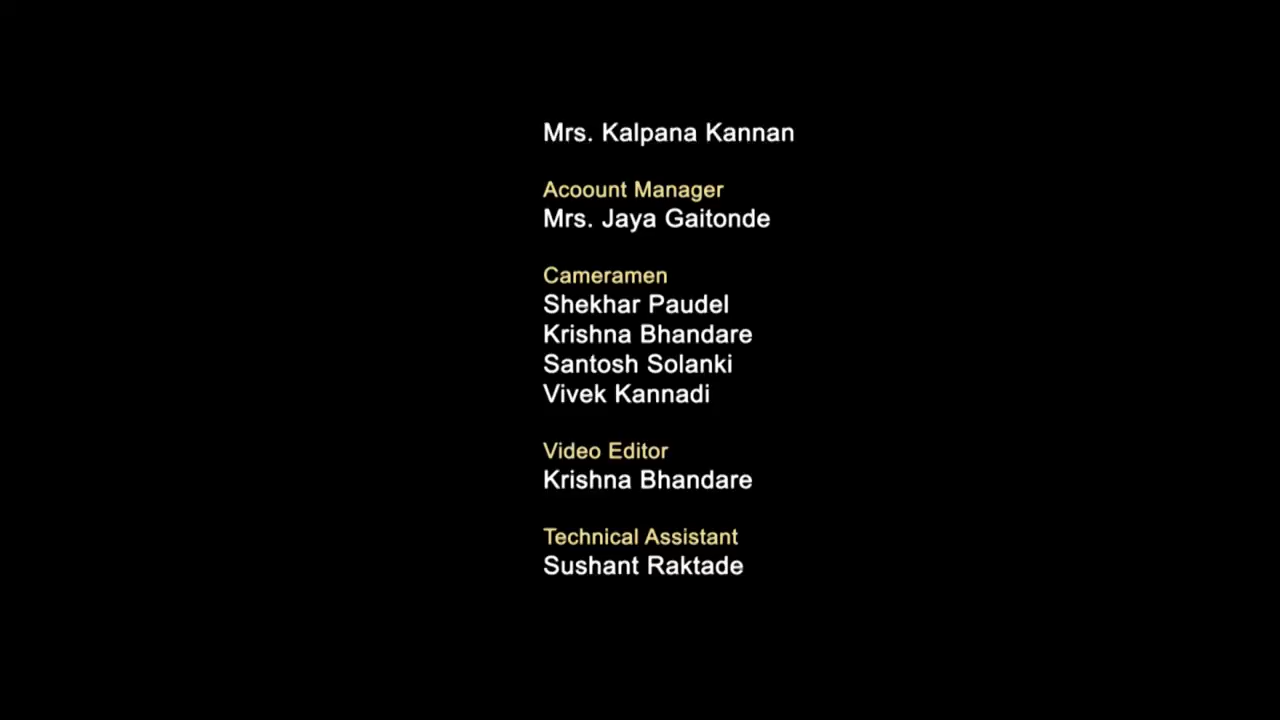 Mrs. Kalpana Kannan
Acoount Manager
Mrs. Jaya Gaitonde
Cameramen
Shekhar Paudel
Krishna Bhandare
Santosh Solanki
Vivek Kannadi
Video Editor
Krishna Bhandare
Technical Assistant
Sushant Raktade